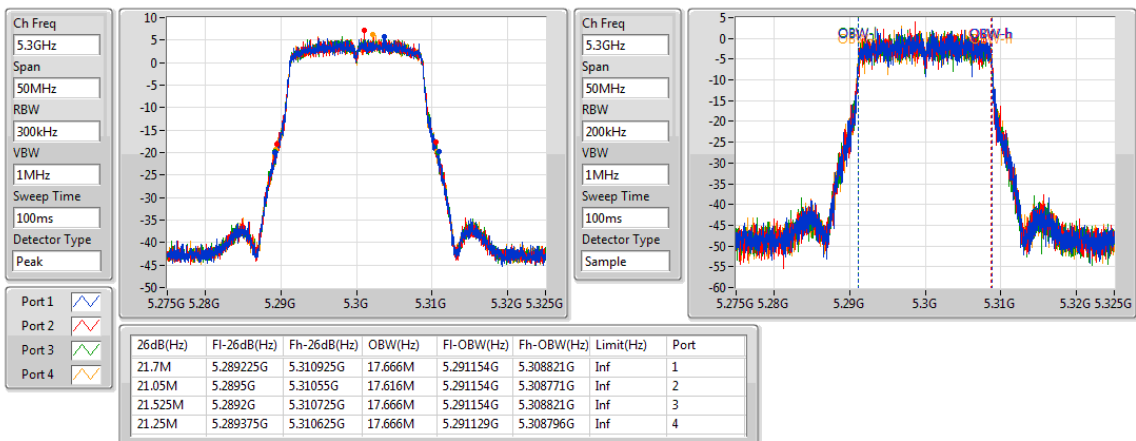 Ch Freq
5.3GHz
Span
50MHz
RBW
300kHz
VBW
1MHz
Sweep Time
100ms
Detector Type
Peak
10
5
0
-5
-10
-15
-20
-25
-30
-35
-40
-45
-50
5.275G 5.28G 5.29G 5.3G 5.31G 5.32G 5.325G
Ch Freq
5.3GHz
Span
50MHz
RBW
200kHz
VBW
1MHz
Sweep Time
100ms
Detector Type
Sample
5
0
-5
-10
-15
-20
-25
-30
-35
-40
-45
-50
-55
-60
OBW-h
5.275G 5.28G 5.29G 5.3G 5.31G 5.32G 5.325G
Port 1
Port 2
Port 3
Port 4
26dB(Hz) Fl-26dB(Hz) Fh-26dB(Hz) OBW(Hz) Fl-OBW(Hz) Fh-OBW(Hz) Limit(Hz) Port
21.7M 5.289225G 5.310925G 17.666M 5.291154G 5.308821G Inf 1
21.05M 5.2895G 5.31055G 17.616M 5.291154G 5.308771G Inf 2
21.525M 5.2892G 5.310725G 17.666M 5.291154G 5.308821G Inf 3
21.25M 5.289375G 5.310625G 17.666M 5.291129G 5.308796G Inf 4